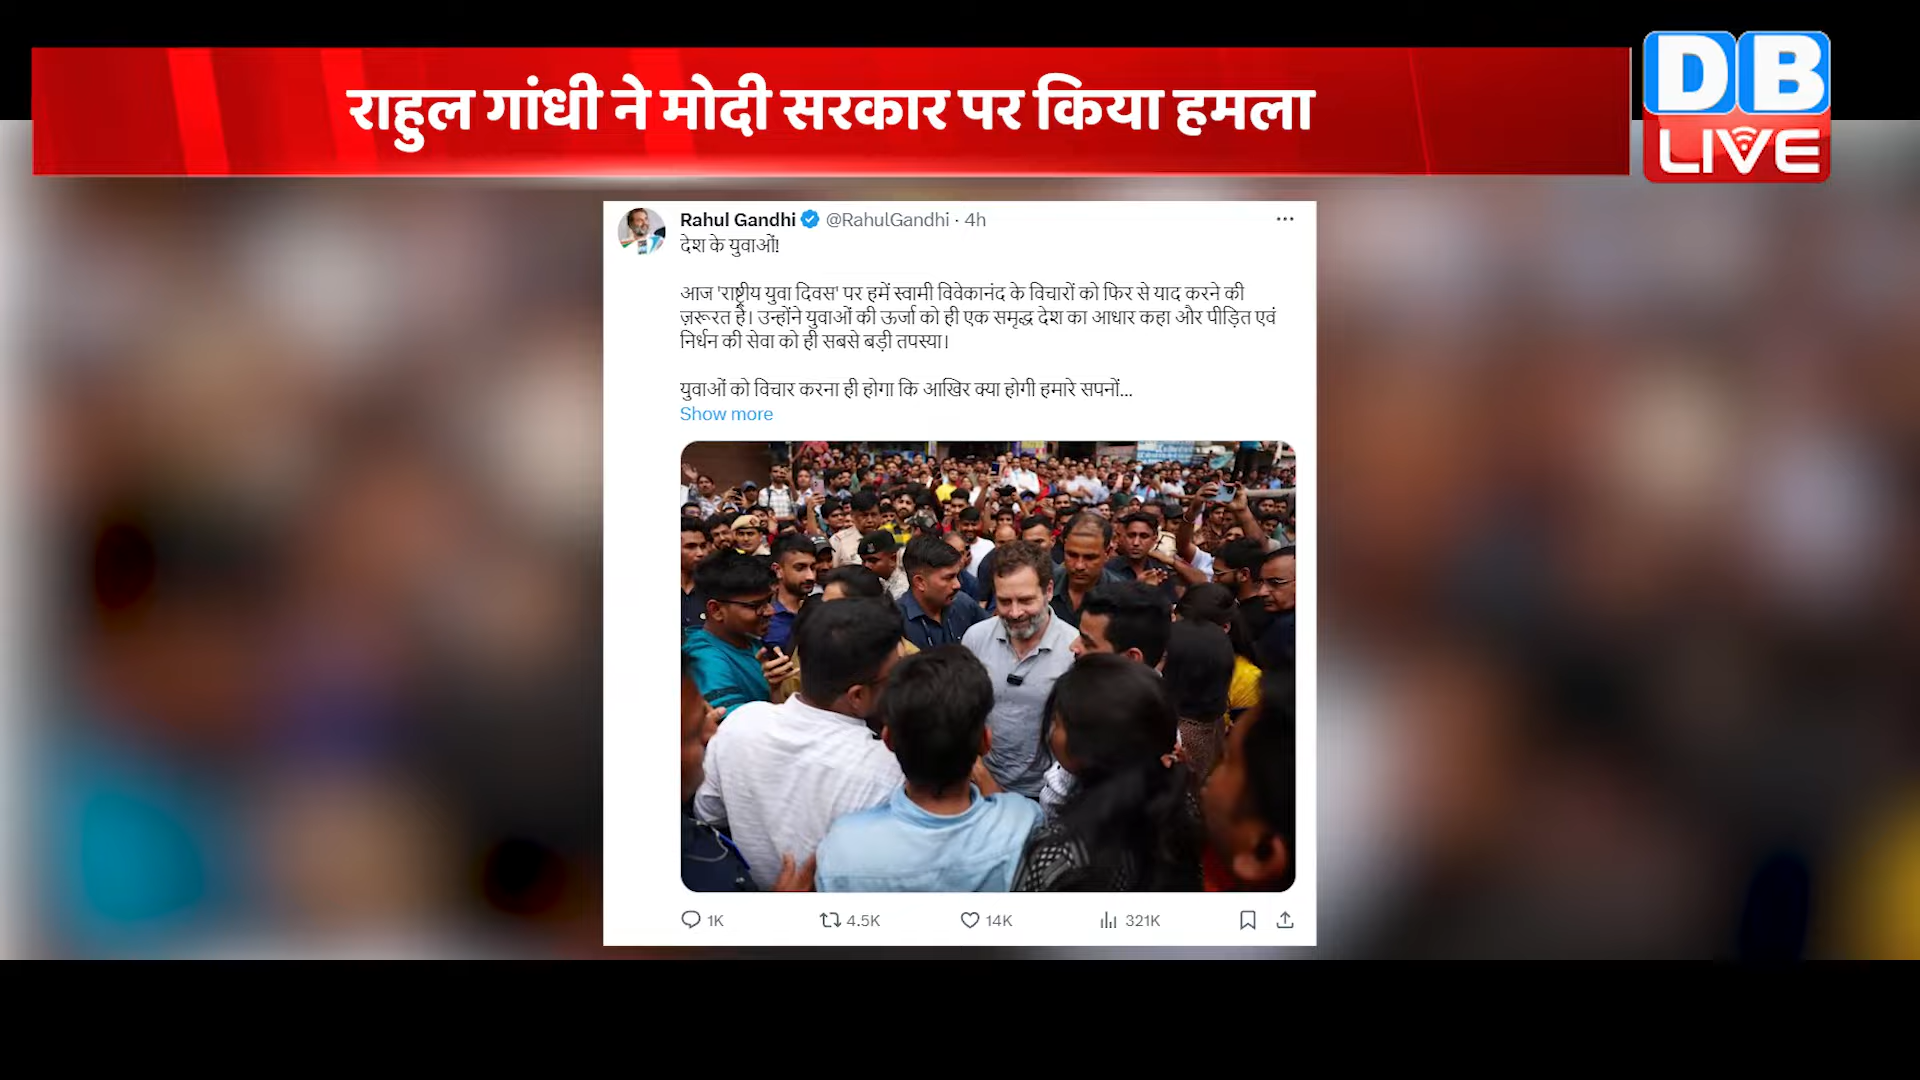 राहुल गांधी ने मोदी सरकार पर किया हमला
DB
LIVE
Rahul Gandhi @RahulGandhi · 4h
देश के युवाओं!
आज 'राष्ट्रीय युवा दिवस' पर हमें स्वामी विवेकानंद के विचारों को फिर से याद करने की
ज़रूरत है। उन्होंने युवाओं की ऊर्जा को ही एक समृद्ध देश का आधार कहा और पीड़ित एवं
निर्धन की सेवा को ही सबसे बड़ी तपस्या।
युवाओं को विचार करना ही होगा कि आखिर क्या होगी हमारे सपनों...
Show more
1K 4.5K 14K 321K